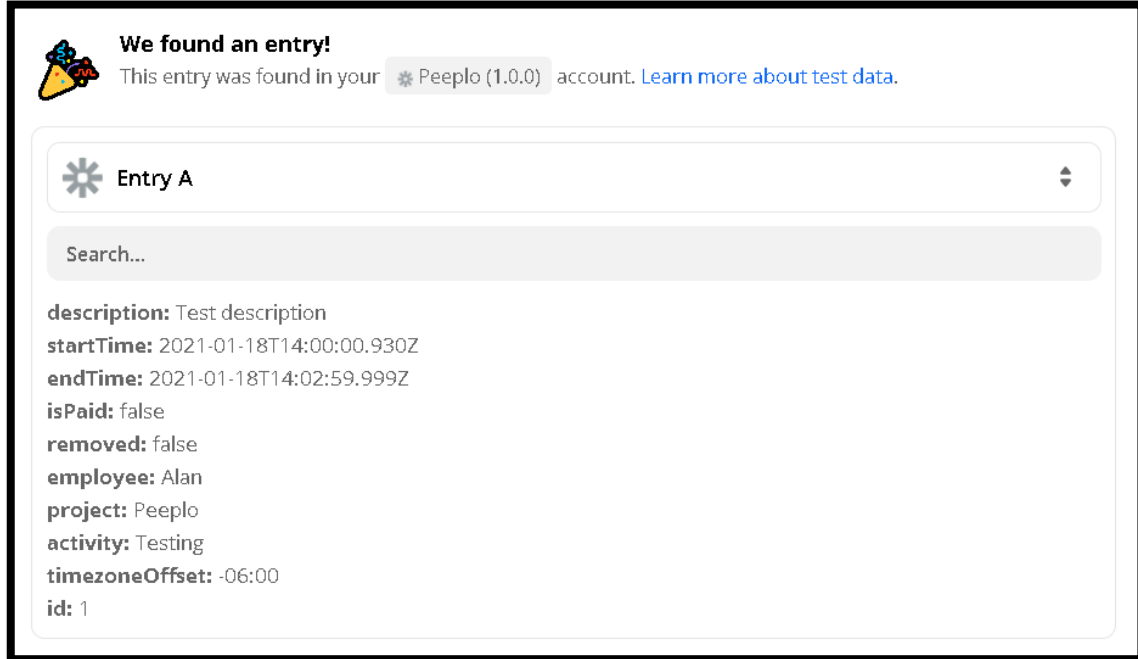 We found an entry!
This entry was found in your Peeplo (1.0.0) account. Learn more about test data.
Entry A
Search...
description: Test description
startTime: 2021-01-18T14:00:00.930Z
endTime: 2021-01-18T14:02:59.999Z
isPaid: false
removed: false
employee: Alan
project: Peeplo
activity: Testing
timezoneOffset: -06:00
id: 1